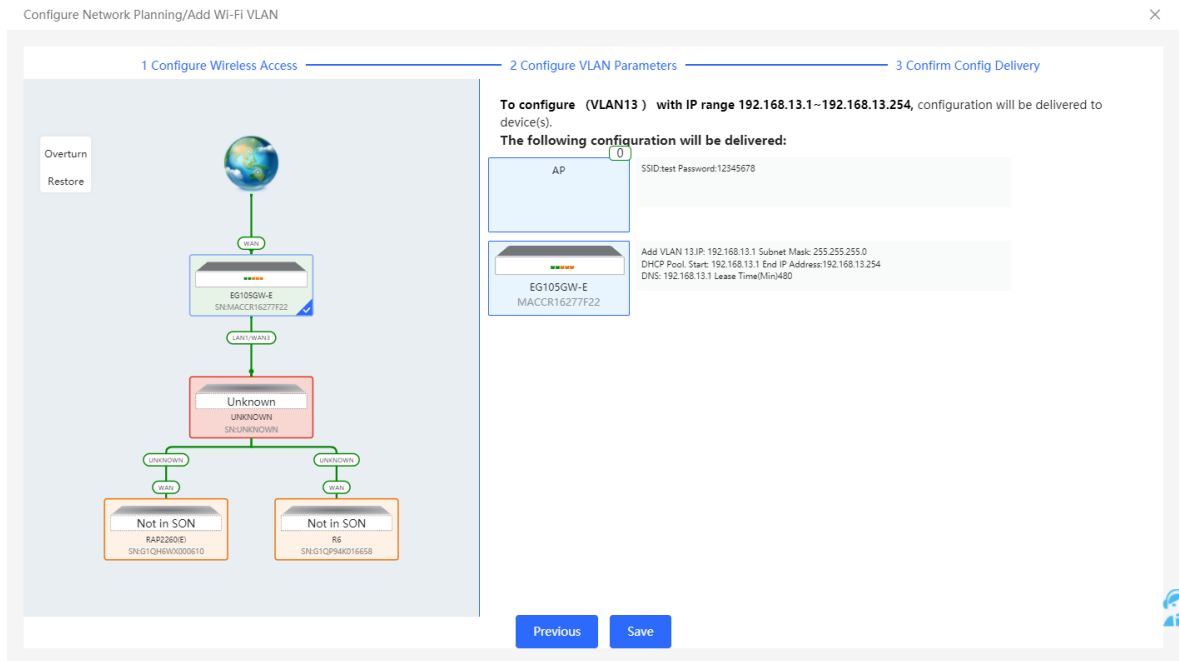 Configure Network Planning/Add Wi-Fi VLAN
1 Configure Wireless Access
2 Configure VLAN Parameters
3 Confirm Config Delivery
Overturn
Restore
WAN
EG105GW-E
SN:MACCR16277F22
LAN1/WAN3
Unknown
UNKNOWN
SN:UNKNOWN
UNKNOWN
UNKNOWN
WAN
WAN
Not in SON
RAP2260(E)
SN:G1QH6WX000610
Not in SON
R6
SN:G1QP94K016658
To configure （VLAN13 ） with IP range 192.168.13.1~192.168.13.254, configuration will be delivered to
device(s).
The following configuration will be delivered:
0
AP
SSID:test Password:12345678
EG105GW-E
MACCR16277F22
Add VLAN 13.IP: 192.168.13.1 Subnet Mask: 255.255.255.0
DHCP Pool. Start: 192.168.13.1 End IP Address:192.168.13.254
DNS: 192.168.13.1 Lease Time(Min)480
Previous
Save